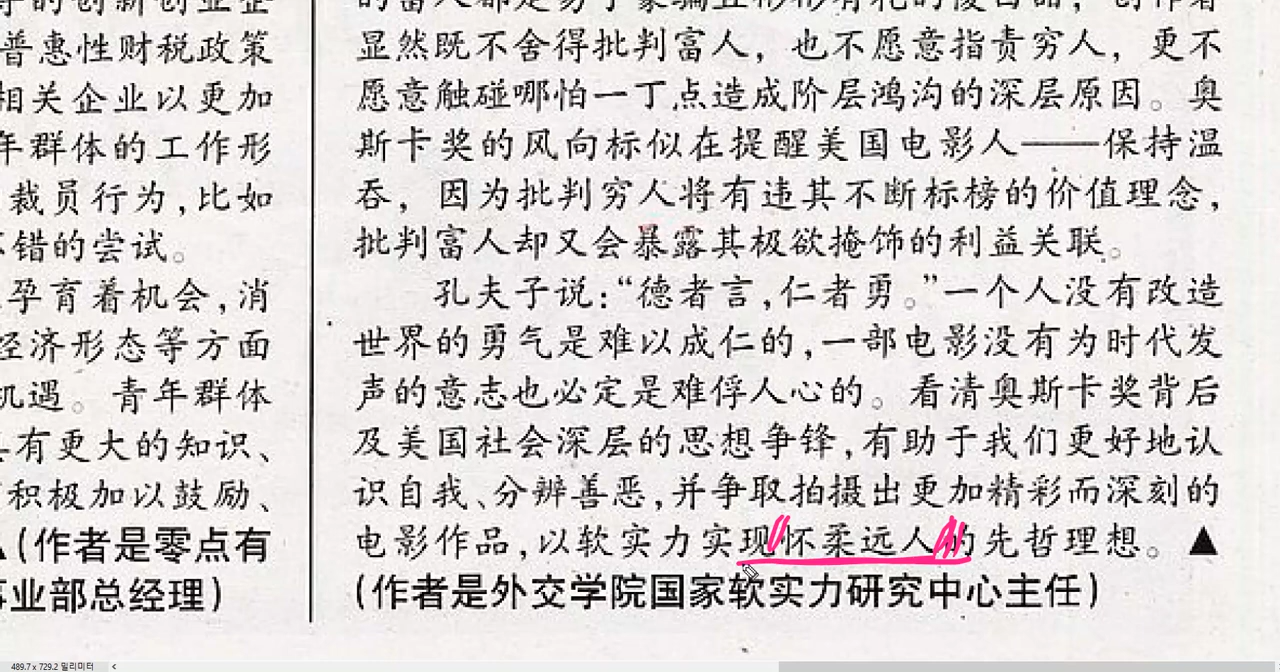 普惠性财税政策
相关企业以更加
年群体的工作形
裁员行为,比如
错的尝试。
孕育着机会,消
经济形态等方面
机遇。青年群体
有更大的知识、
积极加以鼓励、
▲(作者是零点有
事业部总经理)
显然既不舍得批判富人，也不愿意指责穷人，更不
愿意触碰哪怕一丁点造成阶层鸿沟的深层原因。奥
斯卡奖的风向标似在提醒美国电影人——保持温
吞，因为批判穷人将有违其不断标榜的价值理念，
批判富人却又会暴露其极欲掩饰的利益关联。
孔夫子说:“德者言,仁者勇。”一个人没有改造
世界的勇气是难以成仁的,一部电影没有为时代发
声的意志也必定是难俘人心的。看清奥斯卡奖背后
及美国社会深层的思想争锋,有助于我们更好地认
识自我、分辨善恶,并争取拍摄出更加精彩而深刻的
电影作品,以软实力实现“怀柔远人”的先哲理想。▲
(作者是外交学院国家软实力研究中心主任)
489.7 x 729.2 밀리미터